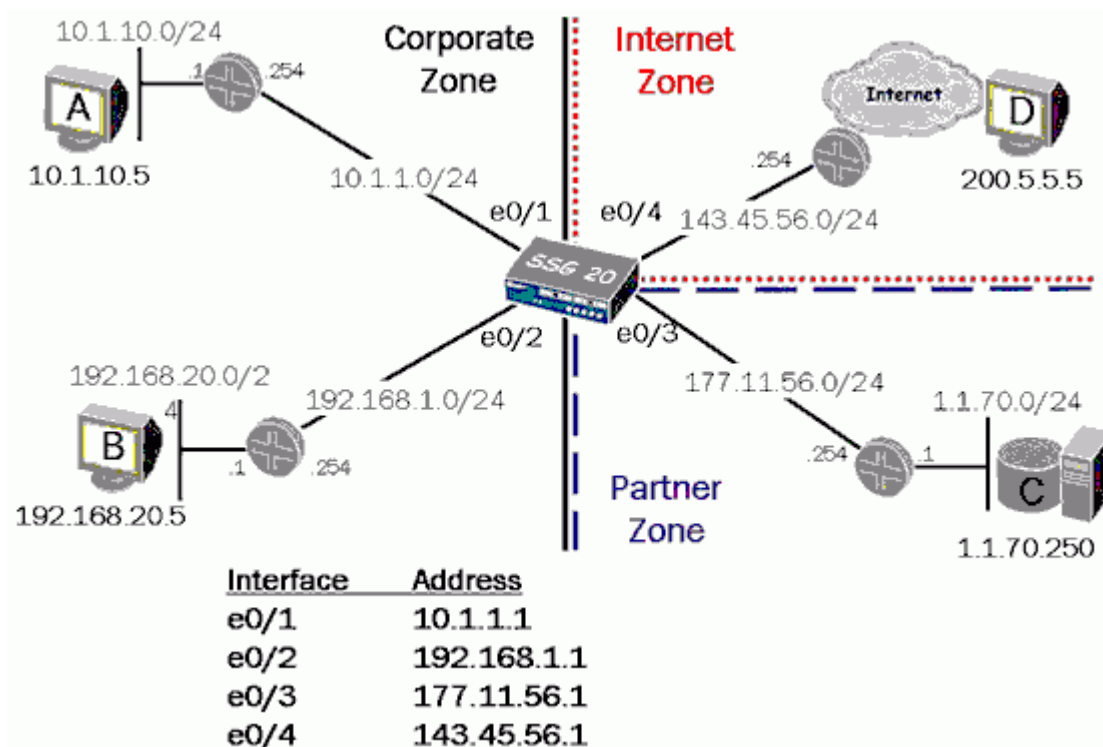 10.1.10.0/24
Corporate
Zone
Internet
Zone
A
.1
.254
Internet
D
10.1.10.5
10.1.1.0/24
.254
200.5.5.5
e0/1
e0/4
143.45.56.0/24
SSG 20
e0/2
e0/3
192.168.20.0/2
4
192.168.1.0/24
177.11.56.0/24
1.1.70.0/24
B
.1
.254
.254
.1
C
192.168.20.5
Partner
Zone
1.1.70.250
Interface Address
e0/1 10.1.1.1
e0/2 192.168.1.1
e0/3 177.11.56.1
e0/4 143.45.56.1